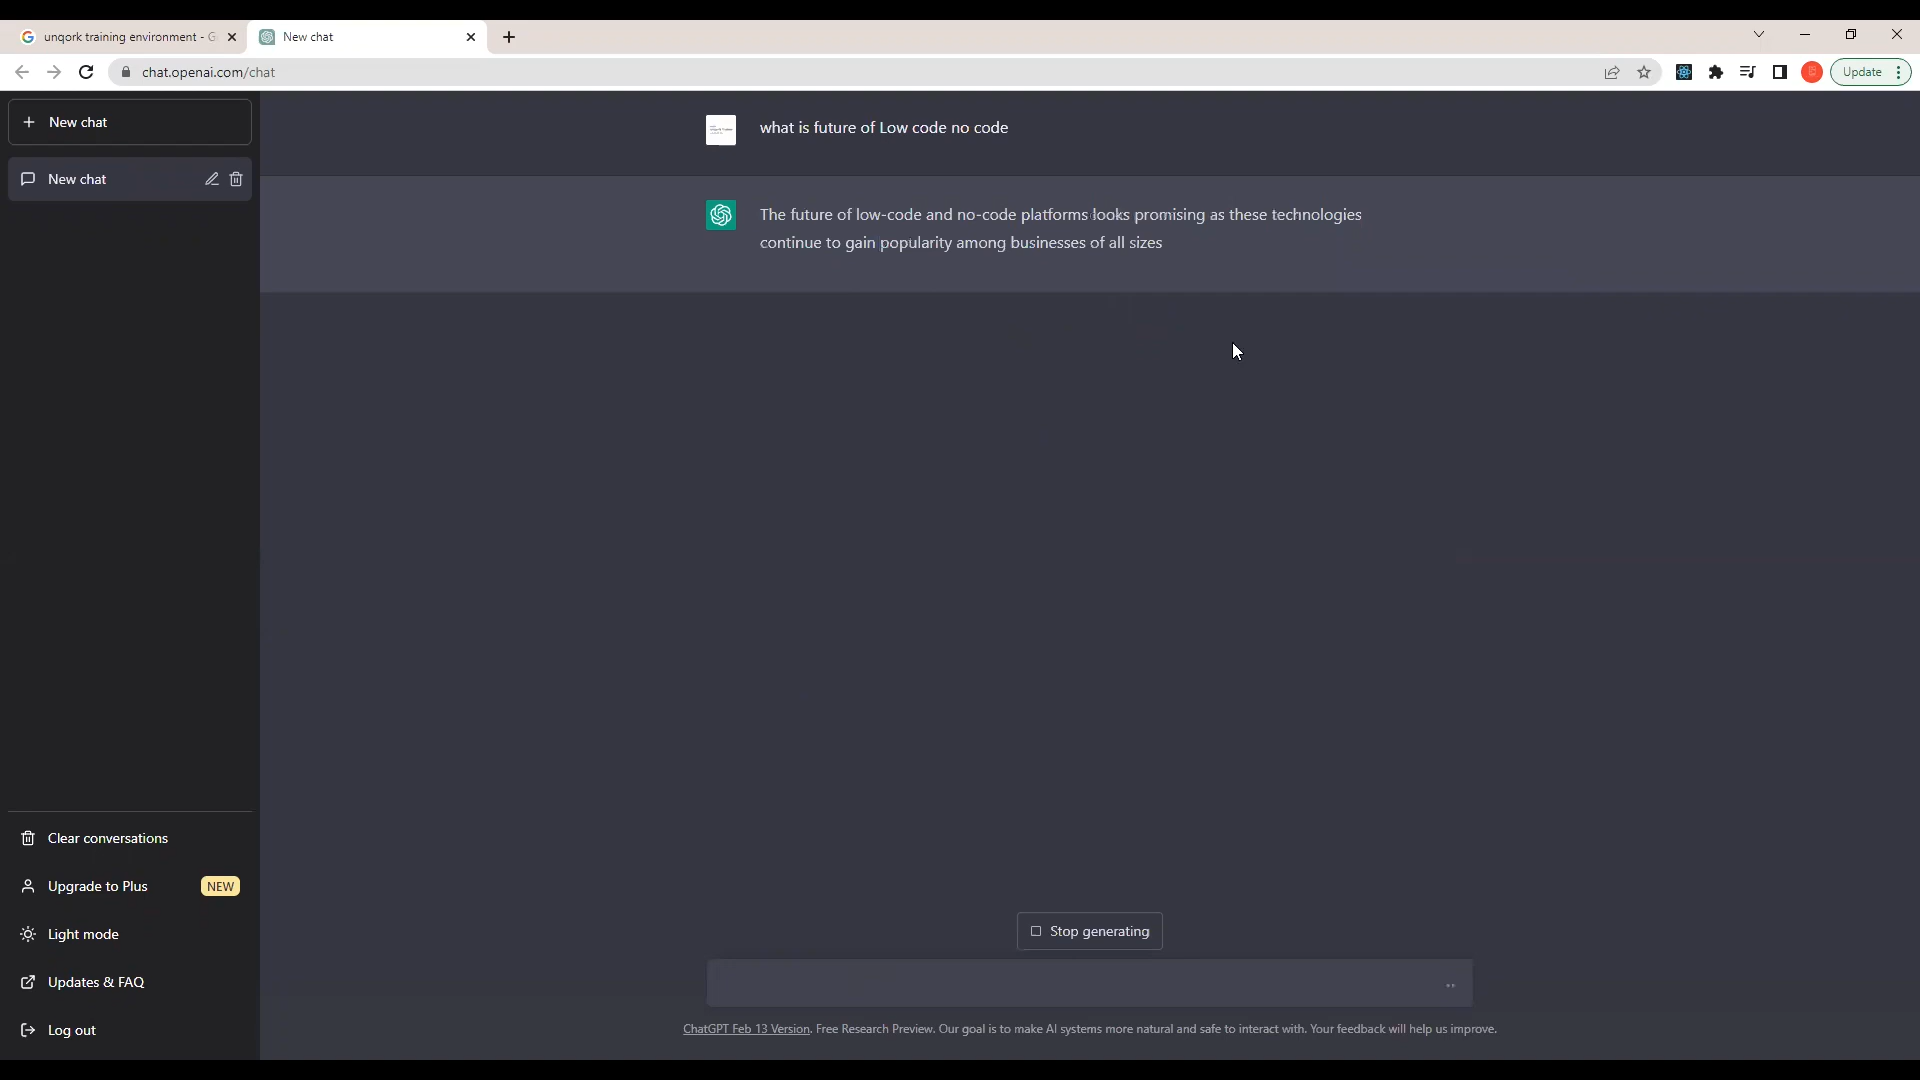 unqork training environment - G
New chat
chat.openai.com/chat
Update
New chat
New chat
what is future of Low code no code
The future of low-code and no-code platforms looks promising as these technologies
continue to gain popularity among businesses of all sizes
Clear conversations
Upgrade to Plus
NEW
Light mode
Updates & FAQ
Log out
Stop generating
ChatGPT Feb 13 Version. Free Research Preview. Our goal is to make AI systems more natural and safe to interact with. Your feedback will help us improve.